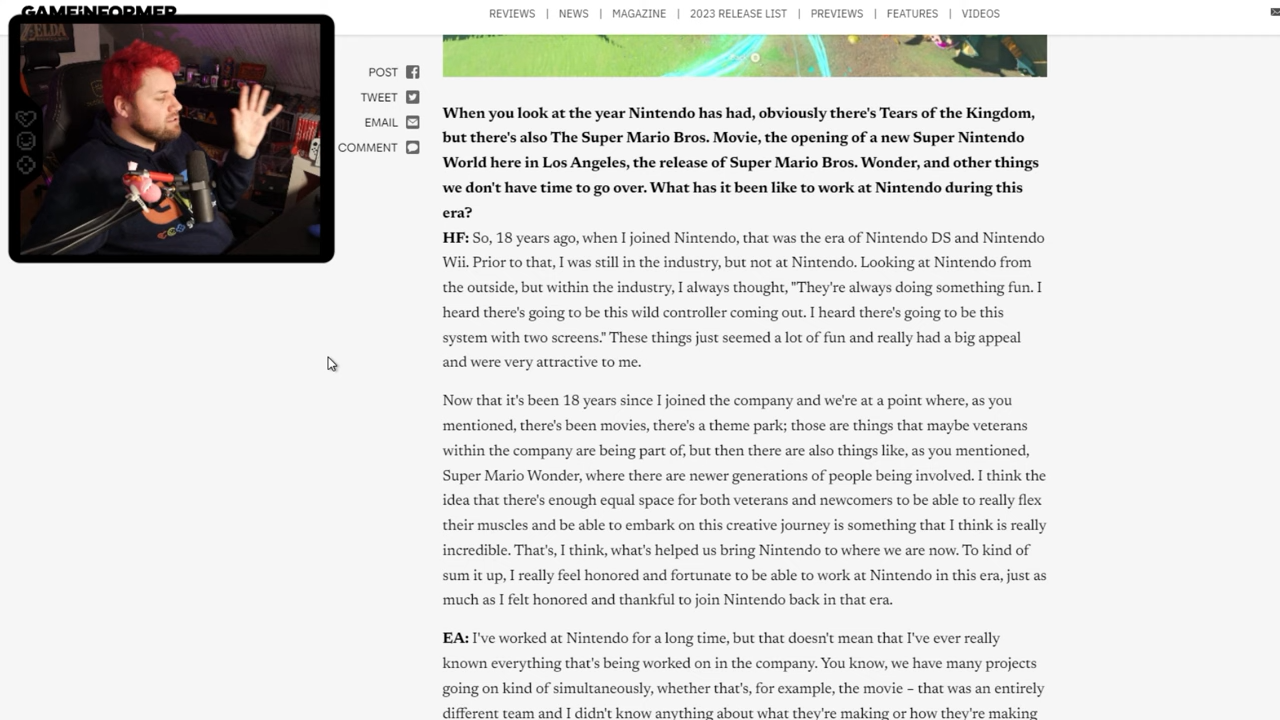 GAMEINFORMER
REVIEWS | NEWS | MAGAZINE | 2023 RELEASE LIST | PREVIEWS | FEATURES | VIDEOS
ZELDA
POST
TWEET
EMAIL
COMMENT
When you look at the year Nintendo has had, obviously there's Tears of the Kingdom,
but there's also The Super Mario Bros. Movie, the opening of a new Super Nintendo
World here in Los Angeles, the release of Super Mario Bros. Wonder, and other things
we don't have time to go over. What has it been like to work at Nintendo during this
era?
HF: So, 18 years ago, when I joined Nintendo, that was the era of Nintendo DS and Nintendo
Wii. Prior to that, I was still in the industry, but not at Nintendo. Looking at Nintendo from
the outside, but within the industry, I always thought, "They're always doing something fun. I
heard there's going to be this wild controller coming out. I heard there's going to be this
system with two screens." These things just seemed a lot of fun and really had a big appeal
and were very attractive to me.
Now that it's been 18 years since I joined the company and we're at a point where, as you
mentioned, there's been movies, there's a theme park; those are things that maybe veterans
within the company are being part of, but then there are also things like, as you mentioned,
Super Mario Wonder, where there are newer generations of people being involved. I think the
idea that there's enough equal space for both veterans and newcomers to be able to really flex
their muscles and be able to embark on this creative journey is something that I think is really
incredible. That's, I think, what's helped us bring Nintendo to where we are now. To kind of
sum it up, I really feel honored and fortunate to be able to work at Nintendo in this era, just as
much as I felt honored and thankful to join Nintendo back in that era.
EA: I've worked at Nintendo for a long time, but that doesn't mean that I've ever really
known everything that's being worked on in the company. You know, we have many projects
going on kind of simultaneously, whether that's, for example, the movie – that was an entirely
different team and I didn't know anything about what they're making or how they're making